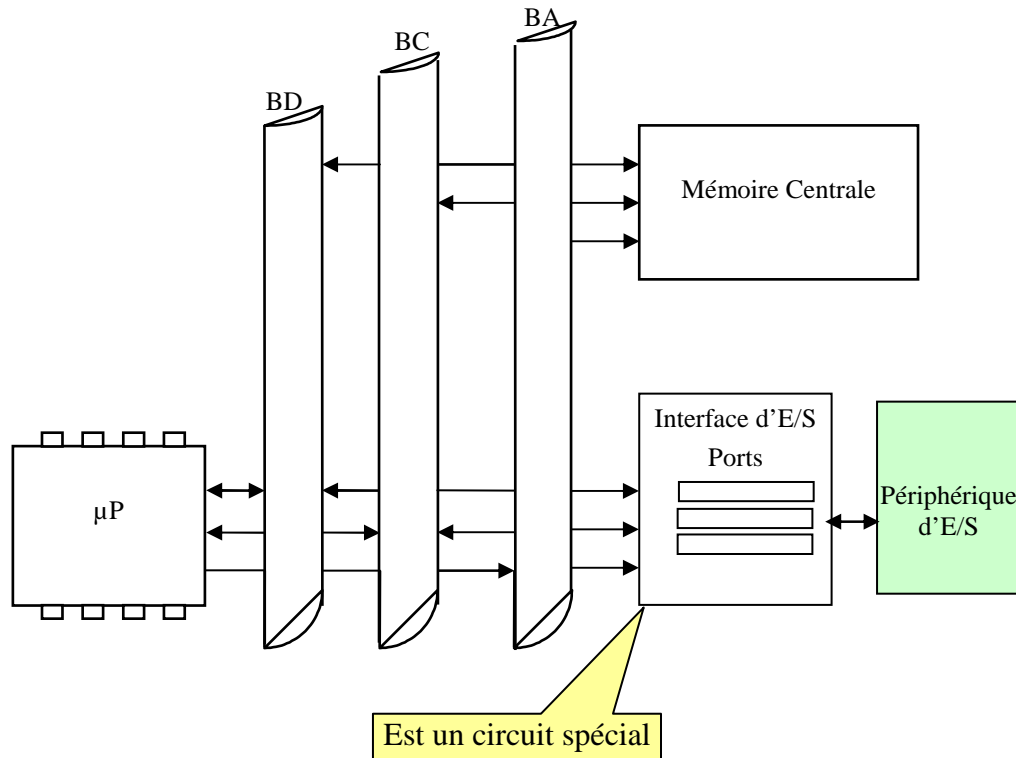 BA
BC
BD
Mémoire Centrale
Interface d'E/S
Ports
µP
Périphérique
d'E/S
Est un circuit spécial